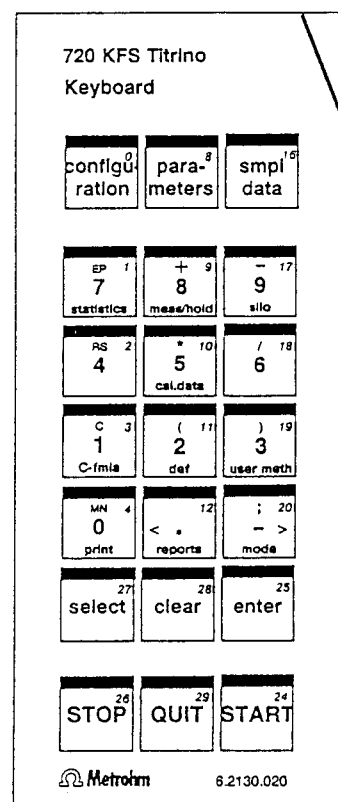 720 KFS Titrino
Keyboard
0 8 16
configu- para- smpl
ration meters data
EP 1 + 9 – 17
7 8 9
statistics meas/hold silo
RS 2 * 10 / 18
4 5 6
cal.data
C 3 ( 11 ) 19
1 2 3
C-fmla def user meth
MN 4 12 ; 20
0 < . – >
print reports mode
27 28 25
select clear enter
26 29 24
STOP QUIT START
Metrohm 6.2130.020